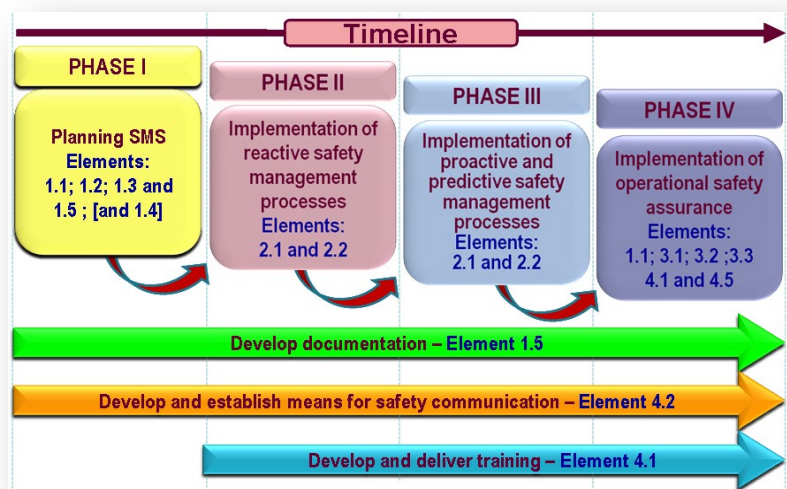 Timeline
PHASE I
Planning SMS
Elements:
1.1; 1.2; 1.3 and
1.5 ; [and 1.4]
PHASE II
Implementation of
reactive safety
management
processes
Elements:
2.1 and 2.2
PHASE III
Implementation of
proactive and
predictive safety
management
processes
Elements:
2.1 and 2.2
PHASE IV
Implementation of
operational safety
assurance
Elements:
1.1; 3.1; 3.2 ;3.3
4.1 and 4.5
Develop documentation – Element 1.5
Develop and establish means for safety communication – Element 4.2
Develop and deliver training – Element 4.1